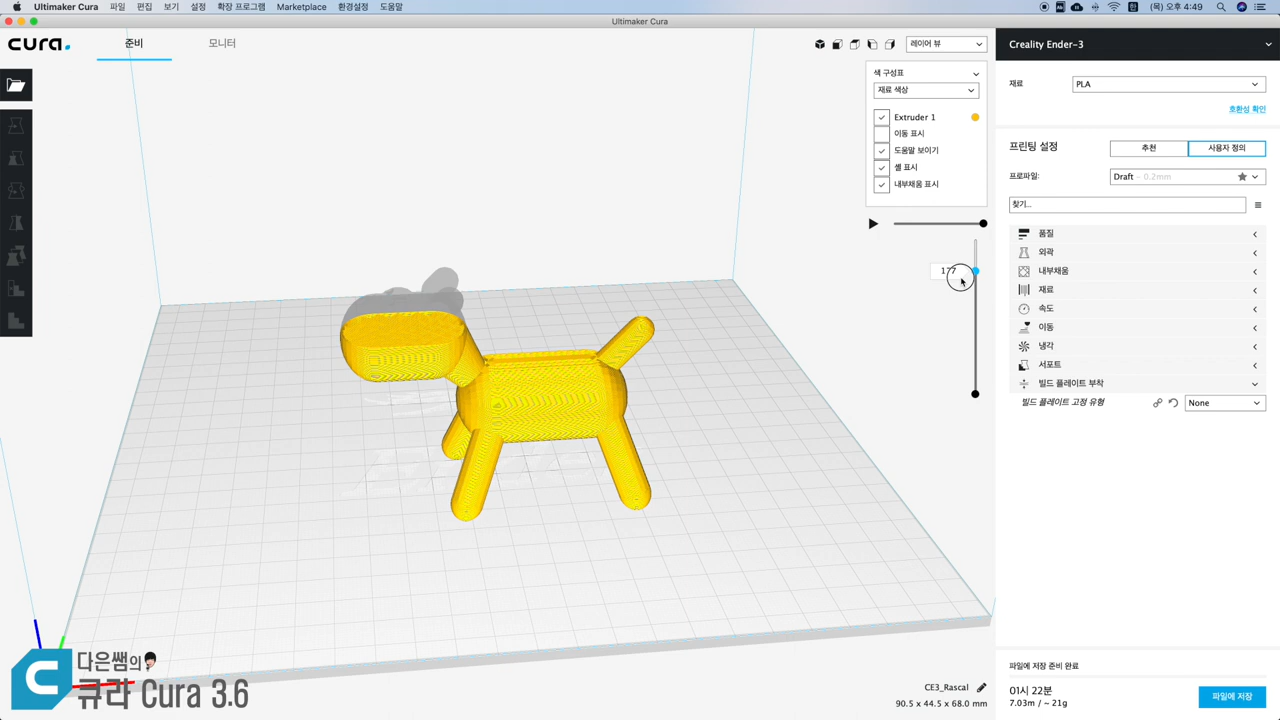 Ultimaker Cura 파일 편집 보기 설정 확장 프로그램 Marketplace 환경설정 도움말 (목) 오후 4:49
Ultimaker Cura
cura. 준비 모니터
레이어 뷰
Creality Ender-3
색 구성표
재료 색상
Extruder 1
이동 표시
도움말 보이기
셸 표시
내부채움 표시
재료 PLA
호환성 확인
프린팅 설정 추천 사용자 정의
프로파일: Draft - 0.2mm
찾기...
품질
외곽
내부채움
재료
속도
이동
냉각
서포트
빌드 플레이트 부착
빌드 플레이트 고정 유형 None
다은쌤의
큐라 Cura 3.6
CE3_Rascal
90.5 x 44.5 x 68.0 mm
파일에 저장 준비 완료
01시 22분
7.03m / ~ 21g
파일에 저장